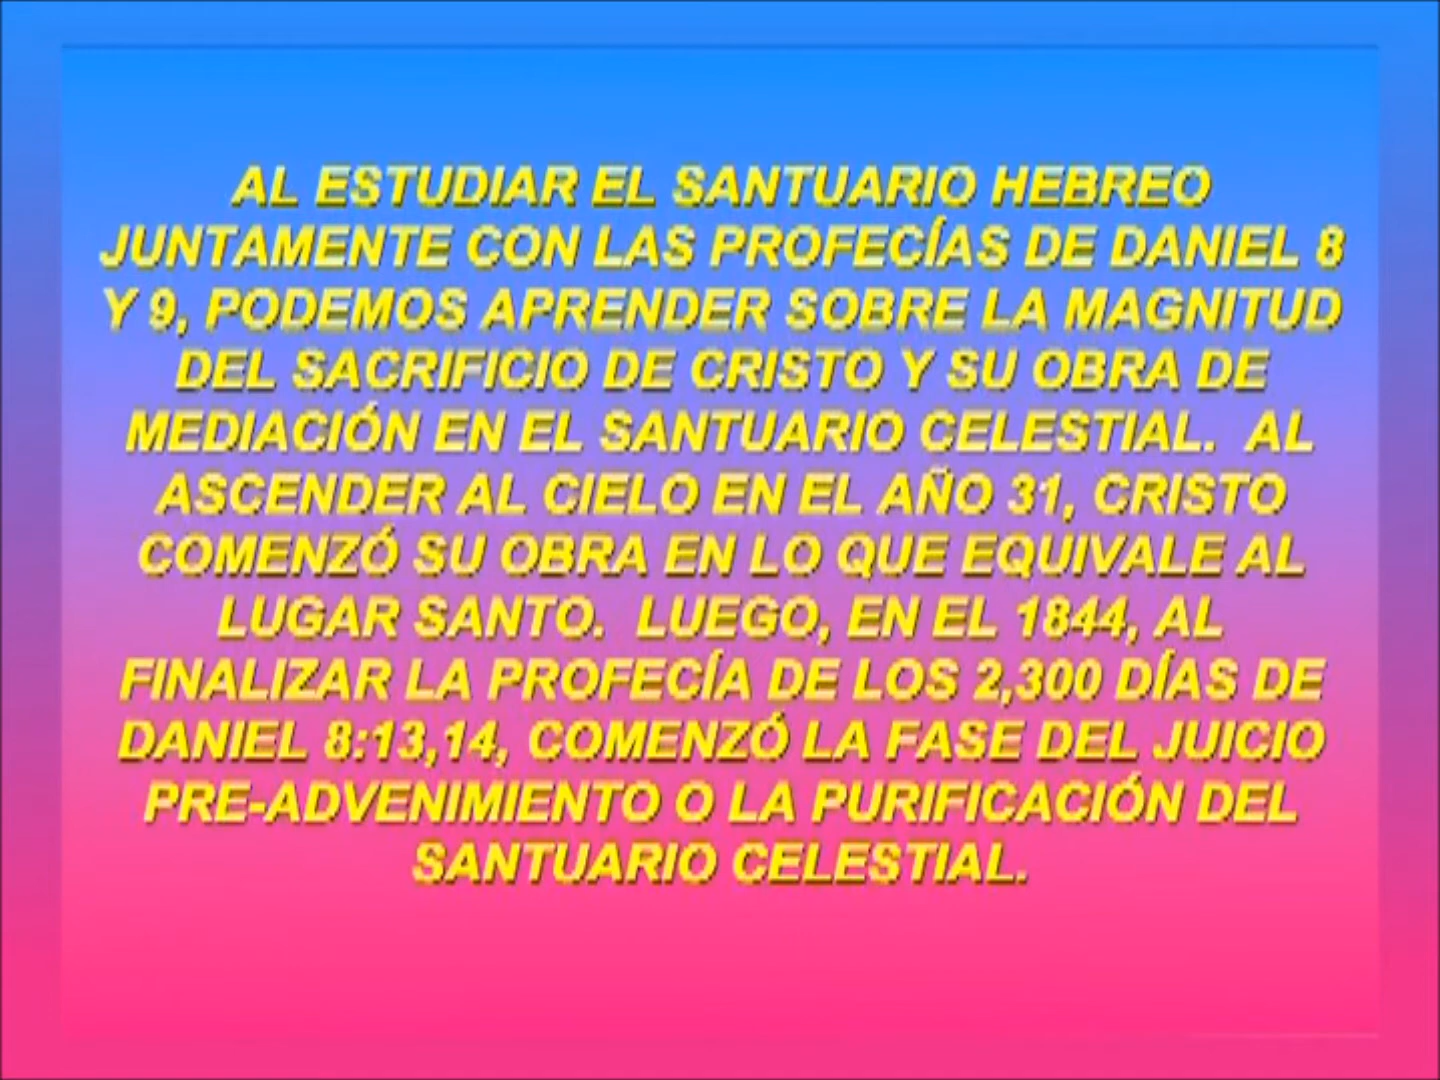 AL ESTUDIAR EL SANTUARIO HEBREO
JUNTAMENTE CON LAS PROFECÍAS DE DANIEL 8
Y 9, PODEMOS APRENDER SOBRE LA MAGNITUD
DEL SACRIFICIO DE CRISTO Y SU OBRA DE
MEDIACIÓN EN EL SANTUARIO CELESTIAL.  AL
ASCENDER AL CIELO EN EL AÑO 31, CRISTO
COMENZÓ SU OBRA EN LO QUE EQUIVALE AL
LUGAR SANTO.  LUEGO, EN EL 1844, AL
FINALIZAR LA PROFECÍA DE LOS 2,300 DÍAS DE
DANIEL 8:13,14, COMENZÓ LA FASE DEL JUICIO
PRE-ADVENIMIENTO O LA PURIFICACIÓN DEL
SANTUARIO CELESTIAL.